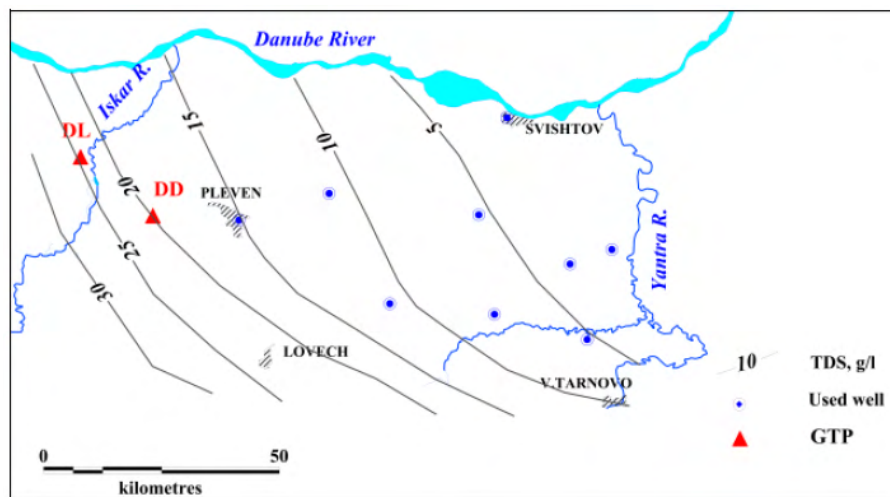 Danube River
Iskar R.
DL
15
10
5
SVISHTOV
20
DD
PLEVEN
25
Yantra R.
30
LOVECH
V.TARNOVO
10 TDS, g/l
Used well
GTP
0 50
kilometres